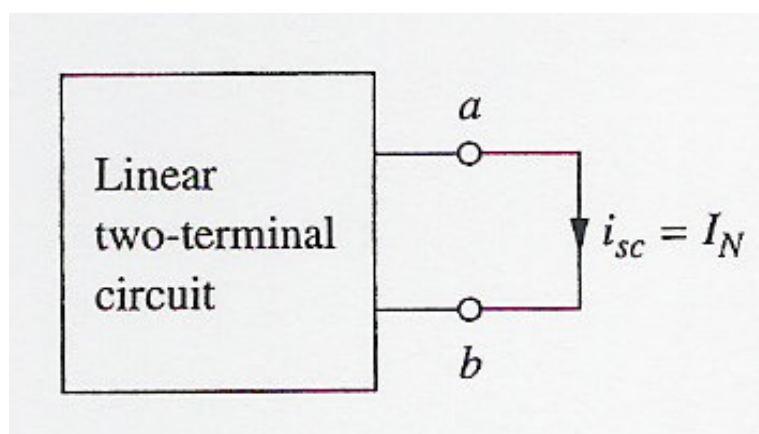 a
Linear
two-terminal
circuit
i_sc = I_N
b